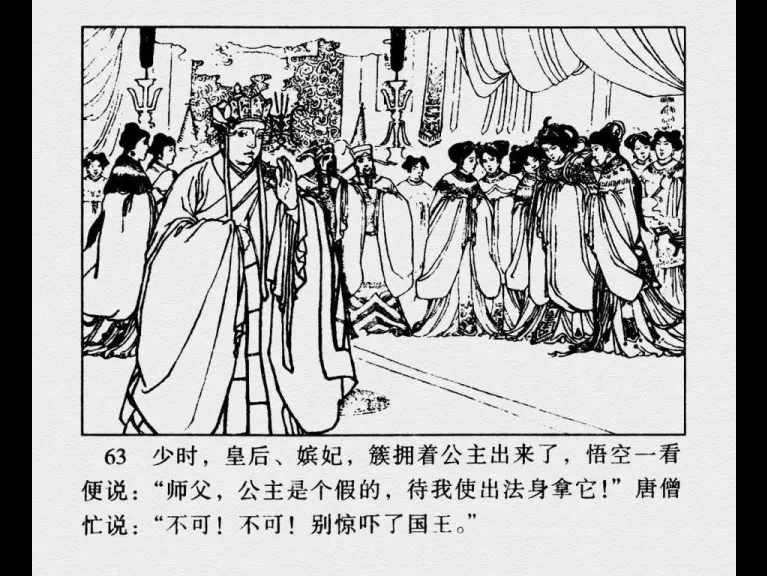 63 少时，皇后、嫔妃，簇拥着公主出来了，悟空一看
便说：“师父，公主是个假的，待我使出法身拿它！”唐僧
忙说：“不可！不可！别惊吓了国王。”